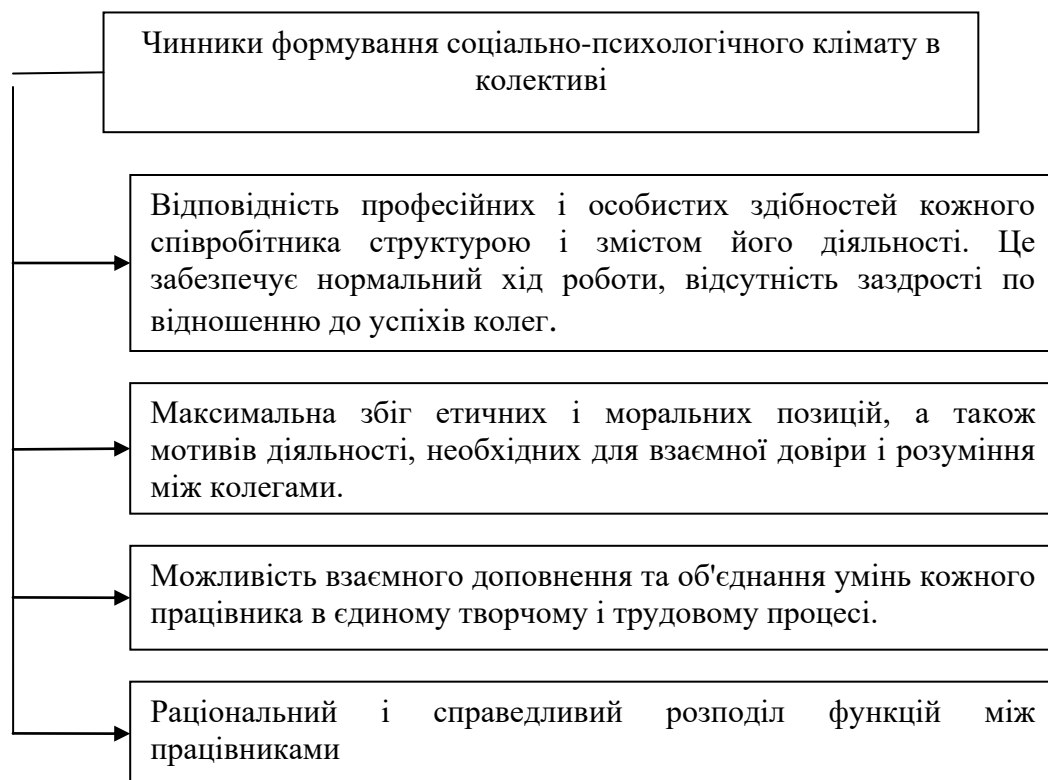 Чинники формування соціально-психологічного клімату в
колективі
Відповідність професійних і особистих здібностей кожного
співробітника структурою і змістом його діяльності. Це
забезпечує нормальний хід роботи, відсутність заздрості по
відношенню до успіхів колег.
Максимальна збіг етичних і моральних позицій, а також
мотивів діяльності, необхідних для взаємної довіри і розуміння
між колегами.
Можливість взаємного доповнення та об'єднання умінь кожного
працівника в єдиному творчому і трудовому процесі.
Раціональний і справедливий розподіл функцій між
працівниками